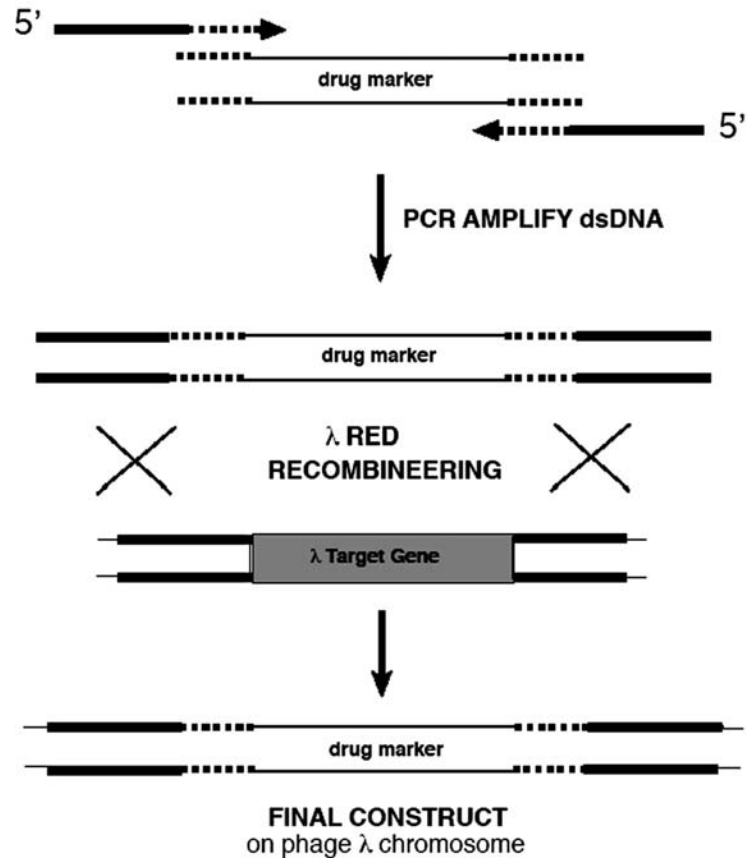 5’
drug marker
5’
PCR AMPLIFY dsDNA
drug marker
λ RED
RECOMBINEERING
λ Target Gene
drug marker
FINAL CONSTRUCT
on phage λ chromosome